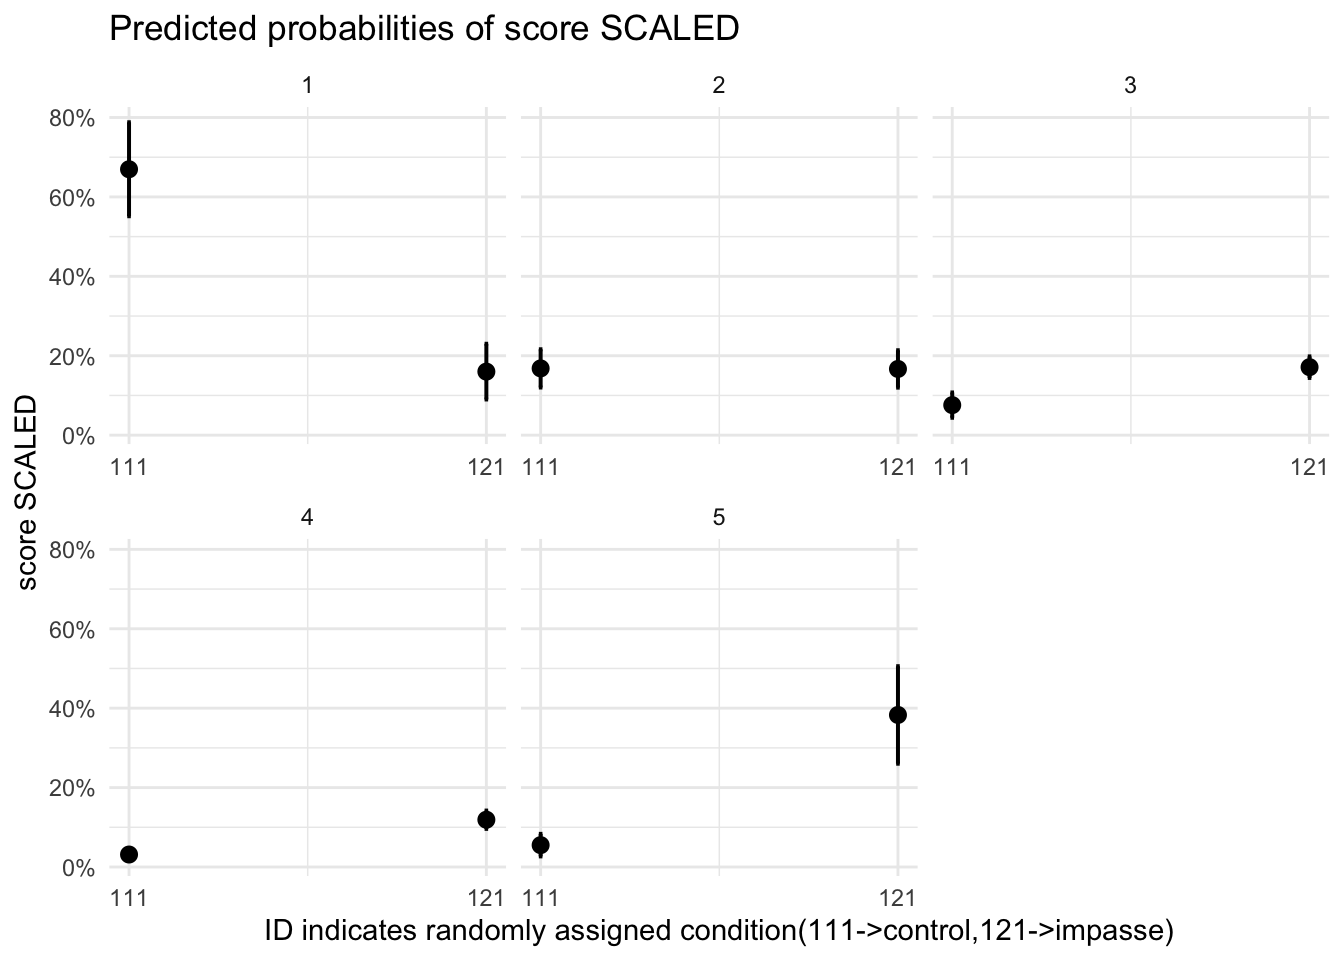 Predicted probabilities of score SCALED
1 2 3
80%
60%
40%
20%
0%
111 121 111 121 111 121
score SCALED
4 5
80%
60%
40%
20%
0%
111 121 111 121
ID indicates randomly assigned condition(111->control,121->impasse)